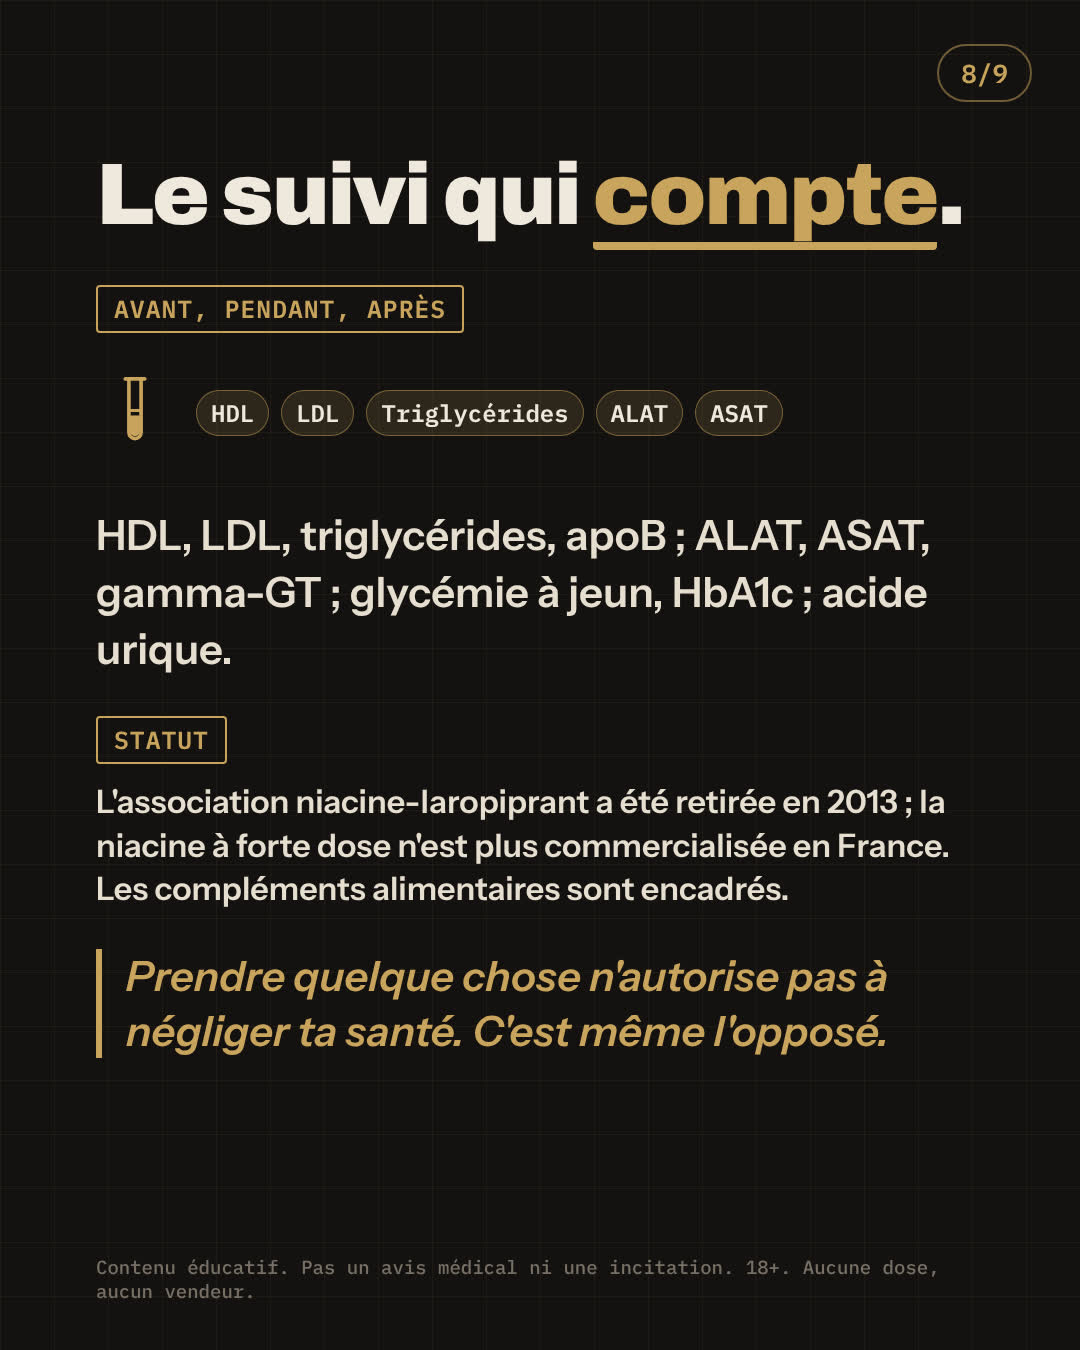 8/9
Le suivi qui compte.
AVANT, PENDANT, APRÈS
HDL LDL Triglycérides ALAT ASAT
HDL, LDL, triglycérides, apoB ; ALAT, ASAT,
gamma-GT ; glycémie à jeun, HbA1c ; acide
urique.
STATUT
L'association niacine-laropiprant a été retirée en 2013 ; la
niacine à forte dose n'est plus commercialisée en France.
Les compléments alimentaires sont encadrés.
Prendre quelque chose n'autorise pas à
négliger ta santé. C'est même l'opposé.
Contenu éducatif. Pas un avis médical ni une incitation. 18+. Aucune dose,
aucun vendeur.